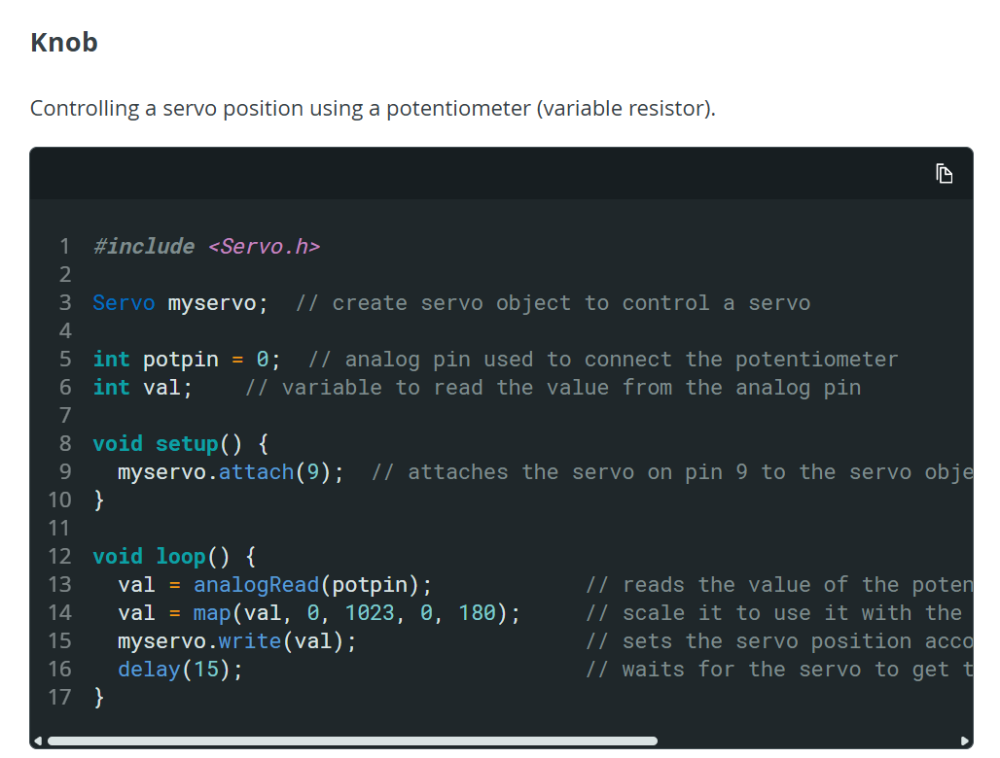 Knob
Controlling a servo position using a potentiometer (variable resistor).
1 #include <Servo.h>
2
3 Servo myservo;  // create servo object to control a servo
4
5 int potpin = 0;  // analog pin used to connect the potentiometer
6 int val;    // variable to read the value from the analog pin
7
8 void setup() {
9   myservo.attach(9);  // attaches the servo on pin 9 to the servo obje
10 }
11
12 void loop() {
13   val = analogRead(potpin);            // reads the value of the poten
14   val = map(val, 0, 1023, 0, 180);     // scale it to use it with the
15   myservo.write(val);                  // sets the servo position acco
16   delay(15);                           // waits for the servo to get t
17 }